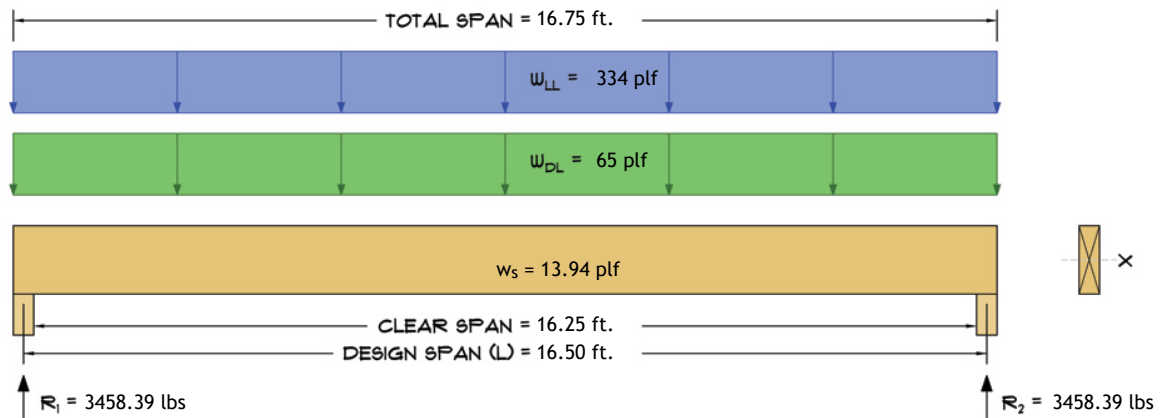 TOTAL SPAN = 16.75 ft.
WLL = 334 plf
WDL = 65 plf
ws = 13.94 plf
X
CLEAR SPAN = 16.25 ft.
DESIGN SPAN (L) = 16.50 ft.
R1 = 3458.39 lbs
R2 = 3458.39 lbs